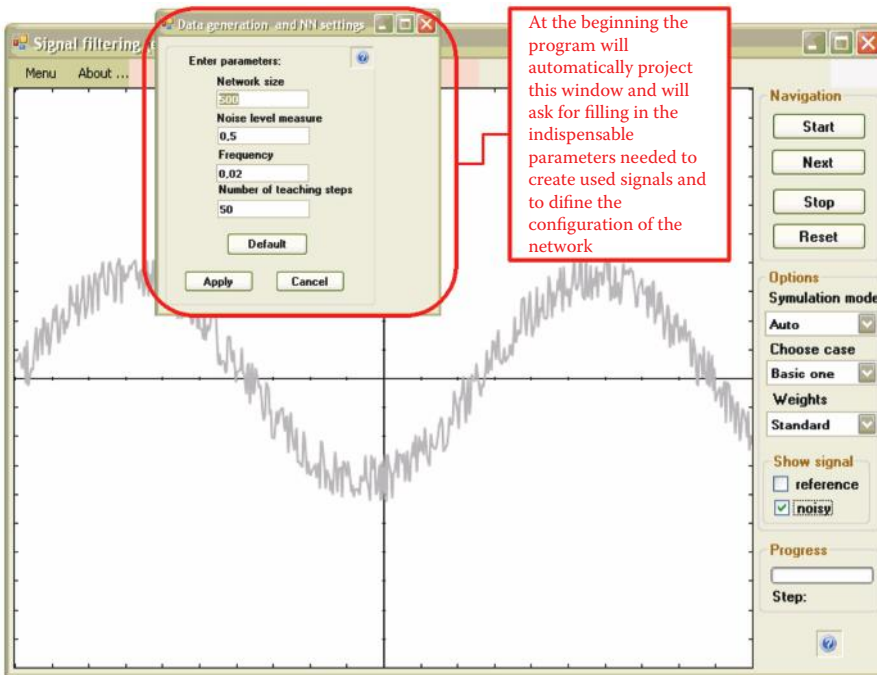 Data generation and NN settings
Signal filtering
Menu About ...
Enter parameters:
Network size
500
Noise level measure
0,5
Frequency
0,02
Number of teaching steps
50
Default
Apply Cancel
At the beginning the
program will
automatically project
this window and will
ask for filling in the
indispensable
parameters needed to
create used signals and
to difine the
configuration of the
network
Navigation
Start
Next
Stop
Reset
Options
Symulation mode
Auto
Choose case
Basic one
Weights
Standard
Show signal
reference
noisy
Progress
Step: